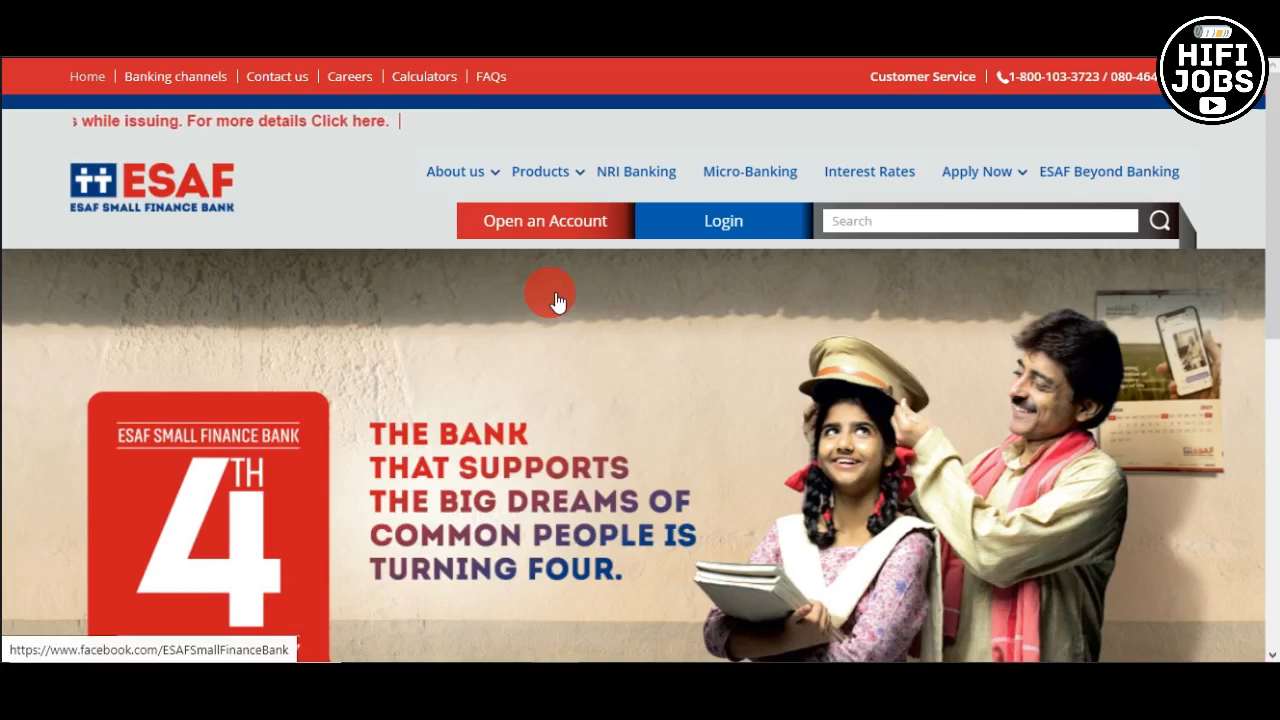 HIFI
JOBS
Home
Banking channels
Contact us
Careers
Calculators
FAQs
Customer Service
1-800-103-3723 / 080-464
while issuing. For more details Click here.
ESAF
ESAF SMALL FINANCE BANK
About us
Products
NRI Banking
Micro-Banking
Interest Rates
Apply Now
ESAF Beyond Banking
Open an Account
Login
Search
ESAF SMALL FINANCE BANK
4TH
THE BANK
THAT SUPPORTS
THE BIG DREAMS OF
COMMON PEOPLE IS
TURNING FOUR.
ESAF
https://www.facebook.com/ESAFSmallFinanceBank